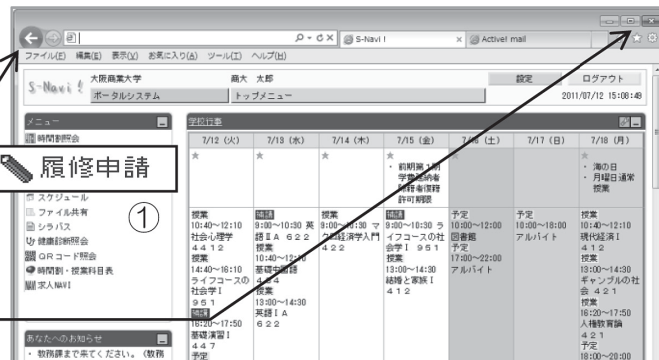 S-Navi !
Active! mail
ファイル(F) 編集(E) 表示(V) お気に入り(A) ツール(T) ヘルプ(H)
S-Navi !
大阪商業大学
商大 太郎
設定
ログアウト
ポータルシステム
トップメニュー
2011/07/12 15:08:48
メニュー
時間割照会
履修申請
スケジュール
①
ファイル共有
シラバス
健康診断照会
QRコード照会
時間割・授業科目表
求人NAVI
あなたへのお知らせ
・ 教務課まで来てください。（教務
学校行事
7/12 (火)
7/13 (水)
7/14 (木)
7/15 (金)
7/16 (土)
7/17 (日)
7/18 (月)
・ 前期第1期
学費延納者
除籍者復籍
許可期限
・ 海の日
・ 月曜日通常
授業
授業
10:40~12:10
社会心理学
4412
授業
14:40~16:10
ライフコースの
社会学Ⅰ
951
補講
16:20~17:50
基礎演習Ⅰ
447
予定
補講
9:00~10:30 英
語ⅡA 622
授業
10:40~12:10
基礎中国語
454
授業
13:00~14:30
英語ⅠA
622
授業
9:00~10:30 マ
クロ経済学入門
422
補講
9:00~10:30 ラ
イフコースの社
会学Ⅰ 951
授業
13:00~14:30
結婚と家族Ⅰ
412
予定
10:00~12:00
図書館
予定
17:00~22:00
アルバイト
予定
10:00~18:00
アルバイト
授業
10:40~12:10
現代経済Ⅰ
412
授業
13:00~14:30
ギャンブルの社
会 421
授業
16:20~17:50
人権教育論
421
予定
18:00~20:00